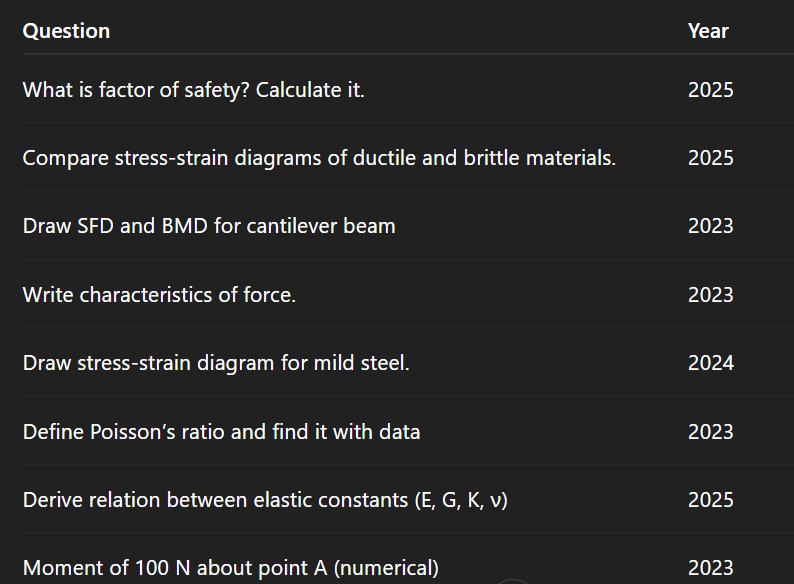 Question Year
What is factor of safety? Calculate it. 2025
Compare stress-strain diagrams of ductile and brittle materials. 2025
Draw SFD and BMD for cantilever beam 2023
Write characteristics of force. 2023
Draw stress-strain diagram for mild steel. 2024
Define Poisson’s ratio and find it with data 2023
Derive relation between elastic constants (E, G, K, ν) 2025
Moment of 100 N about point A (numerical) 2023